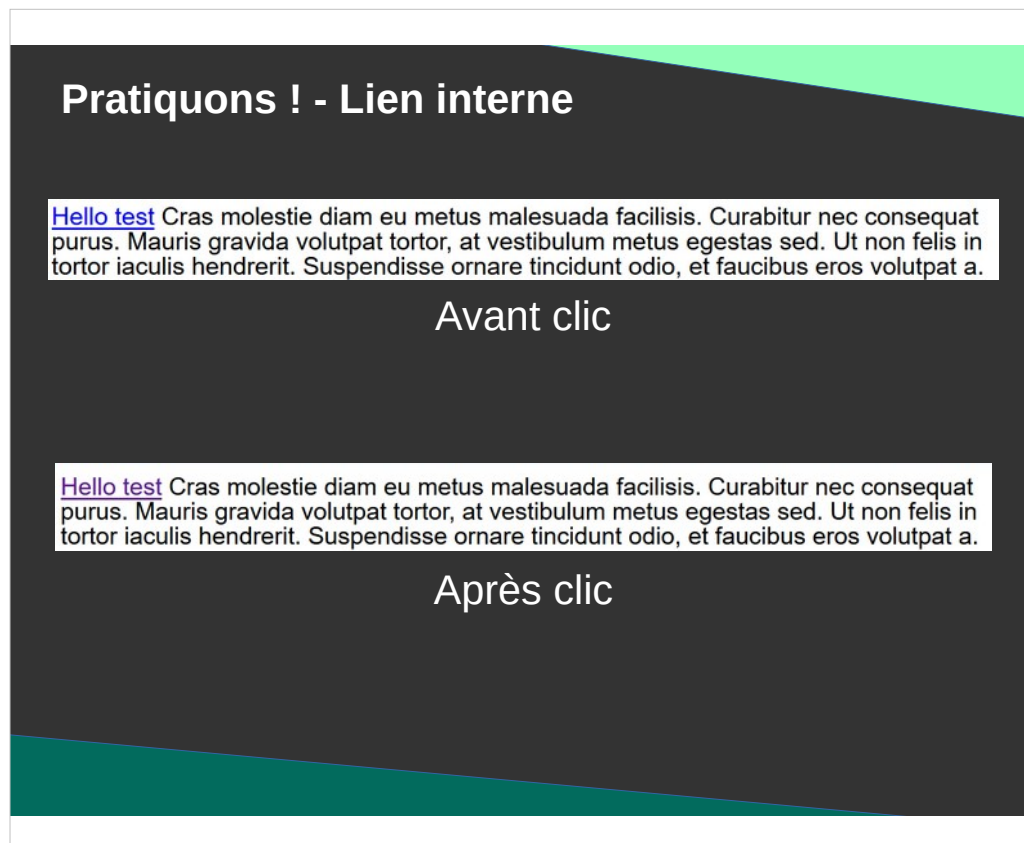 Pratiquons ! - Lien interne
Hello test Cras molestie diam eu metus malesuada facilisis. Curabitur nec consequat
purus. Mauris gravida volutpat tortor, at vestibulum metus egestas sed. Ut non felis in
tortor iaculis hendrerit. Suspendisse ornare tincidunt odio, et faucibus eros volutpat a.
Avant clic
Hello test Cras molestie diam eu metus malesuada facilisis. Curabitur nec consequat
purus. Mauris gravida volutpat tortor, at vestibulum metus egestas sed. Ut non felis in
tortor iaculis hendrerit. Suspendisse ornare tincidunt odio, et faucibus eros volutpat a.
Après clic